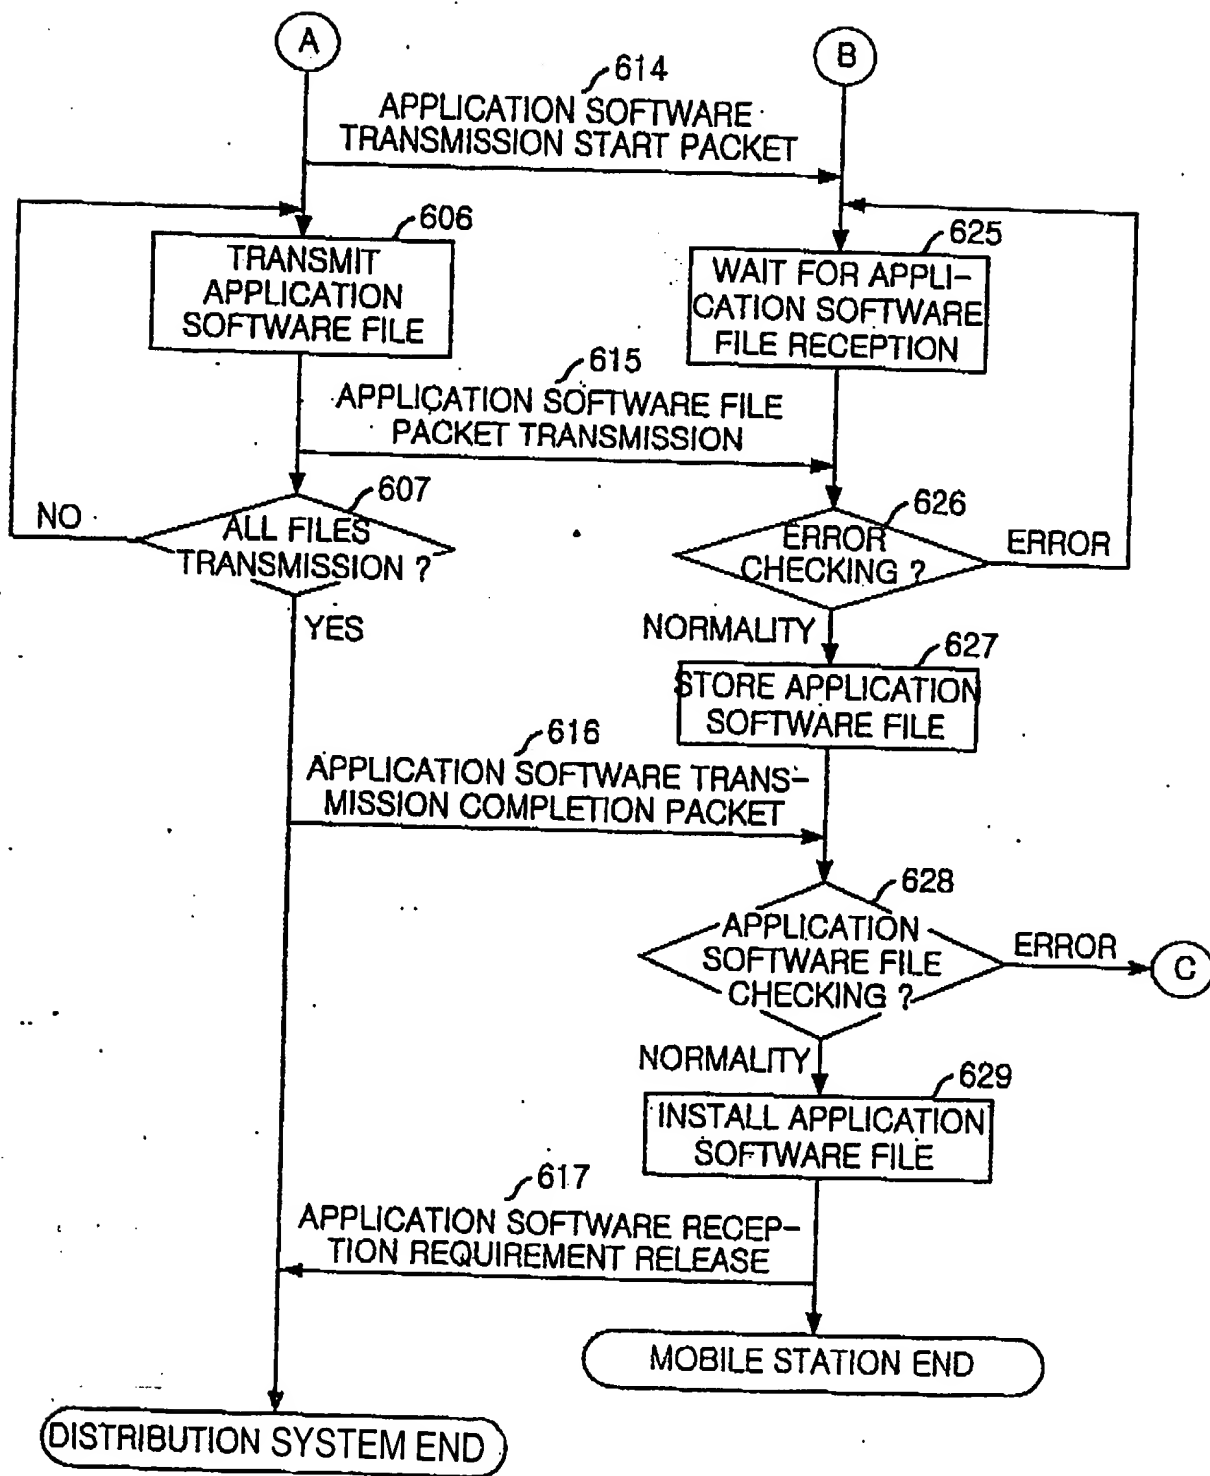 A
B
614
APPLICATION SOFTWARE
TRANSMISSION START PACKET
606
TRANSMIT
APPLICATION
SOFTWARE FILE
625
WAIT FOR APPLI-
CATION SOFTWARE
FILE RECEPTION
615
APPLICATION SOFTWARE FILE
PACKET TRANSMISSION
607
NO
ALL FILES
TRANSMISSION ?
YES
626
ERROR
CHECKING ?
ERROR
NORMALITY
627
STORE APPLICATION
SOFTWARE FILE
616
APPLICATION SOFTWARE TRANS-
MISSION COMPLETION PACKET
628
APPLICATION
SOFTWARE FILE
CHECKING ?
ERROR
C
NORMALITY
629
INSTALL APPLICATION
SOFTWARE FILE
617
APPLICATION SOFTWARE RECEP-
TION REQUIREMENT RELEASE
MOBILE STATION END
DISTRIBUTION SYSTEM END